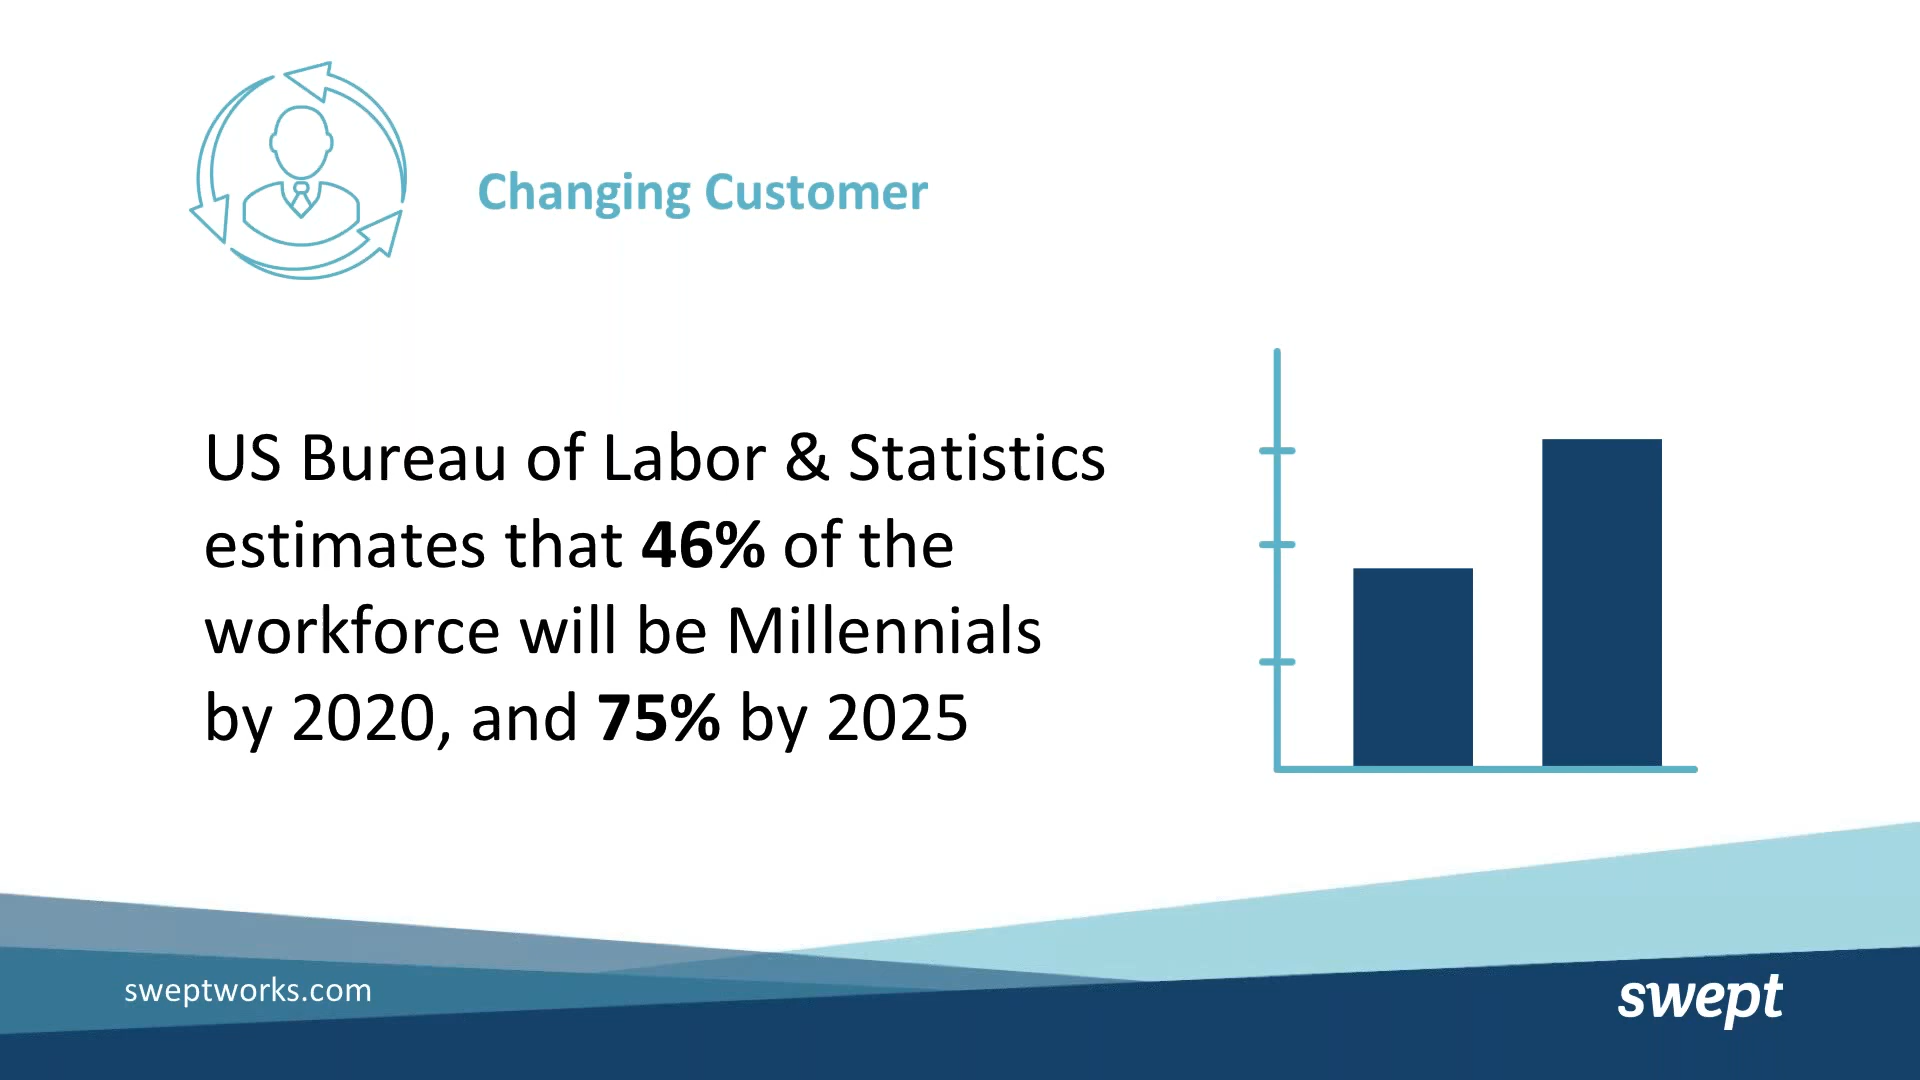 Changing Customer
US Bureau of Labor & Statistics
estimates that 46% of the
workforce will be Millennials
by 2020, and 75% by 2025
sweptworks.com
swept